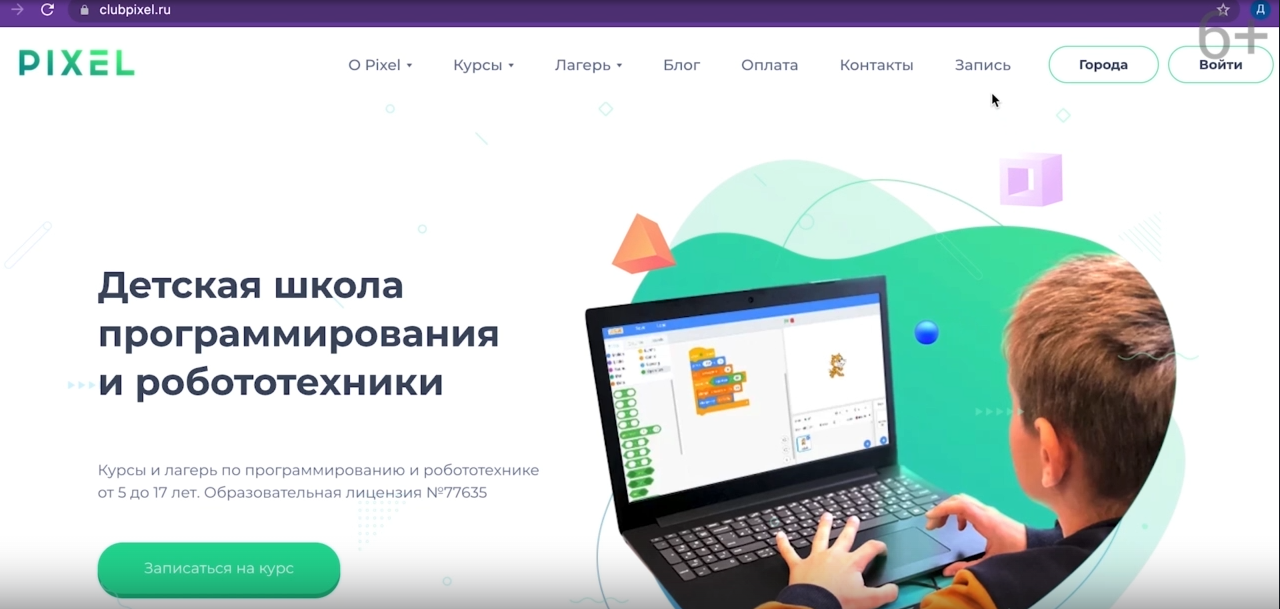 clubpixel.ru
Д
6+
PIXEL
О Pixel
Курсы
Лагерь
Блог
Оплата
Контакты
Запись
Города
Войти
Детская школа
программирования
и робототехники
Курсы и лагерь по программированию и робототехнике
от 5 до 17 лет. Образовательная лицензия №77635
Записаться на курс